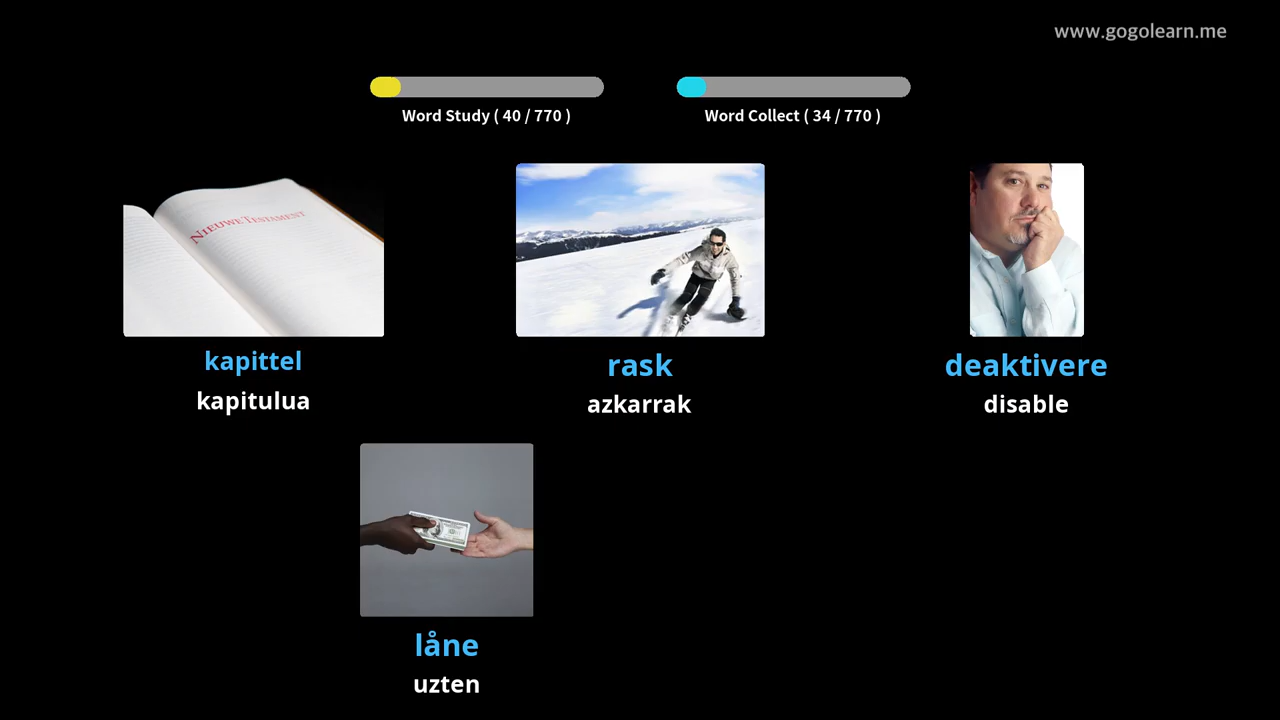 www.gogolearn.me
Word Study ( 40 / 770 )
Word Collect ( 34 / 770 )
NIEUWE TESTAMENT
kapittel
kapitulua
rask
azkarrak
deaktivere
disable
låne
uzten